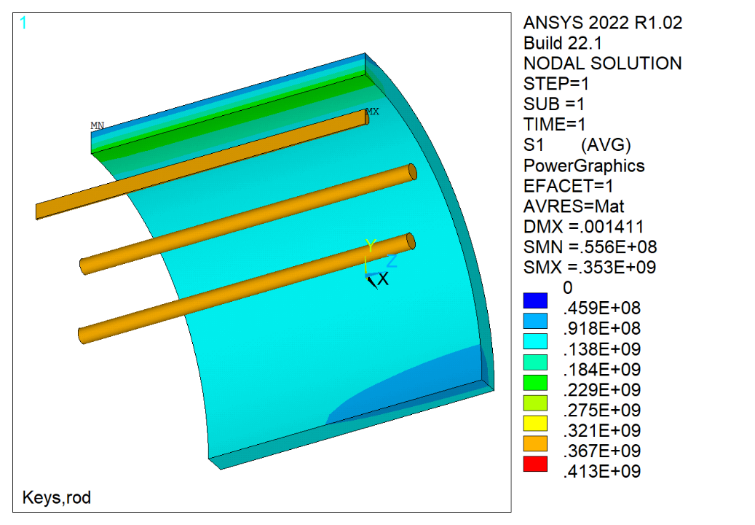 1
ANSYS 2022 R1.02
Build 22.1
NODAL SOLUTION
STEP=1
SUB =1
TIME=1
S1 (AVG)
PowerGraphics
EFACET=1
AVRES=Mat
DMX =.001411
SMN =.556E+08
SMX =.353E+09
0
.459E+08
.918E+08
.138E+09
.184E+09
.229E+09
.275E+09
.321E+09
.367E+09
.413E+09
MN
MX
Y
Z
X
Keys,rod